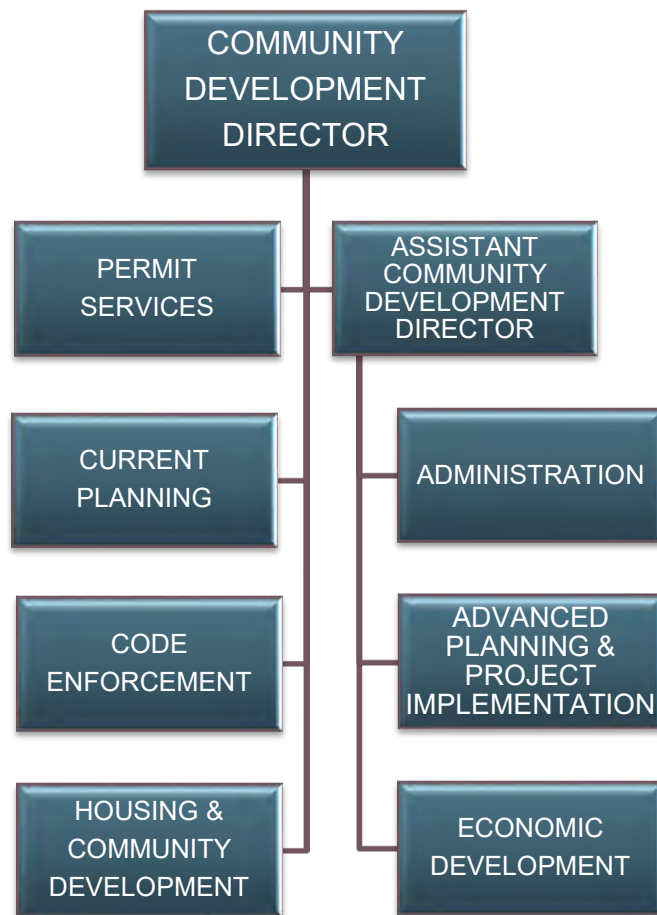 COMMUNITY
DEVELOPMENT
DIRECTOR
PERMIT
SERVICES
ASSISTANT
COMMUNITY
DEVELOPMENT
DIRECTOR
CURRENT
PLANNING
ADMINISTRATION
CODE
ENFORCEMENT
ADVANCED
PLANNING &
PROJECT
IMPLEMENTATION
HOUSING &
COMMUNITY
DEVELOPMENT
ECONOMIC
DEVELOPMENT